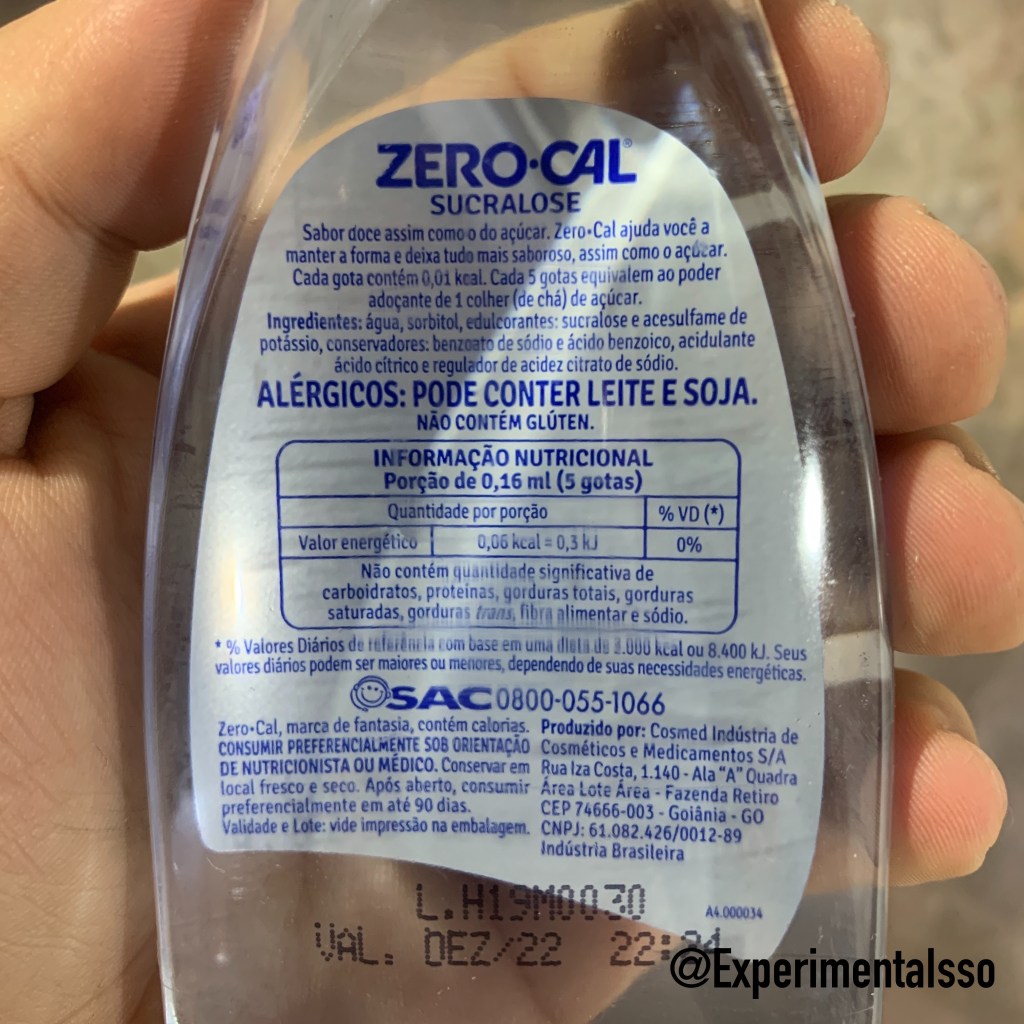 ZERO•CAL®
SUCRALOSE
Sabor doce assim como o do açúcar. Zero•Cal ajuda você a
manter a forma e deixa tudo mais saboroso, assim como o açúcar.
Cada gota contém 0,01 kcal. Cada 5 gotas equivalem ao poder
adoçante de 1 colher (de chá) de açúcar.
Ingredientes: água, sorbitol, edulcorantes: sucralose e acesulfame de
potássio, conservadores: benzoato de sódio e ácido benzoico, acidulante
ácido cítrico e regulador de acidez citrato de sódio.
ALÉRGICOS: PODE CONTER LEITE E SOJA.
NÃO CONTÉM GLÚTEN.
INFORMAÇÃO NUTRICIONAL
Porção de 0,16 ml (5 gotas)
Quantidade por porção % VD (*)
Valor energético 0,06 kcal = 0,3 kJ 0%
Não contém quantidade significativa de
carboidratos, proteínas, gorduras totais, gorduras
saturadas, gorduras trans, fibra alimentar e sódio.
* % Valores Diários de referência com base em uma dieta de 2.000 kcal ou 8.400 kJ. Seus
valores diários podem ser maiores ou menores, dependendo de suas necessidades energéticas.
SAC 0800-055-1066
Zero•Cal, marca de fantasia, contém calorias.
CONSUMIR PREFERENCIALMENTE SOB ORIENTAÇÃO
DE NUTRICIONISTA OU MÉDICO. Conservar em
local fresco e seco. Após aberto, consumir
preferencialmente em até 90 dias.
Validade e Lote: vide impressão na embalagem.
Produzido por: Cosmed Indústria de
Cosméticos e Medicamentos S/A
Rua Iza Costa, 1.140 - Ala "A" Quadra
Área Lote Área - Fazenda Retiro
CEP 74666-003 - Goiânia - GO
CNPJ: 61.082.426/0012-89
Indústria Brasileira
L.H19M0030
A4.000034
VAL. DEZ/22
@Experimentalsso